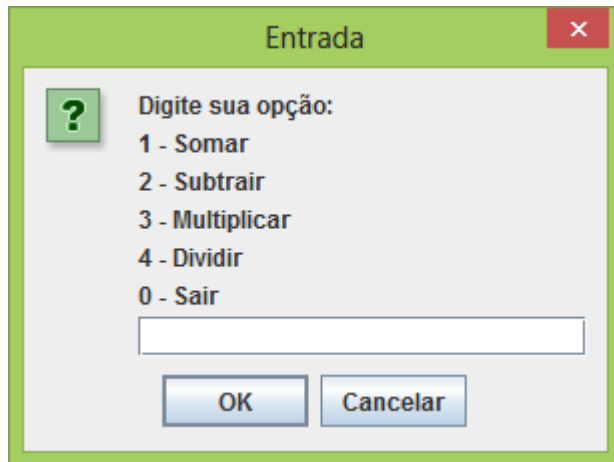 Entrada
Digite sua opção:
1 - Somar
2 - Subtrair
3 - Multiplicar
4 - Dividir
0 - Sair
OK Cancelar